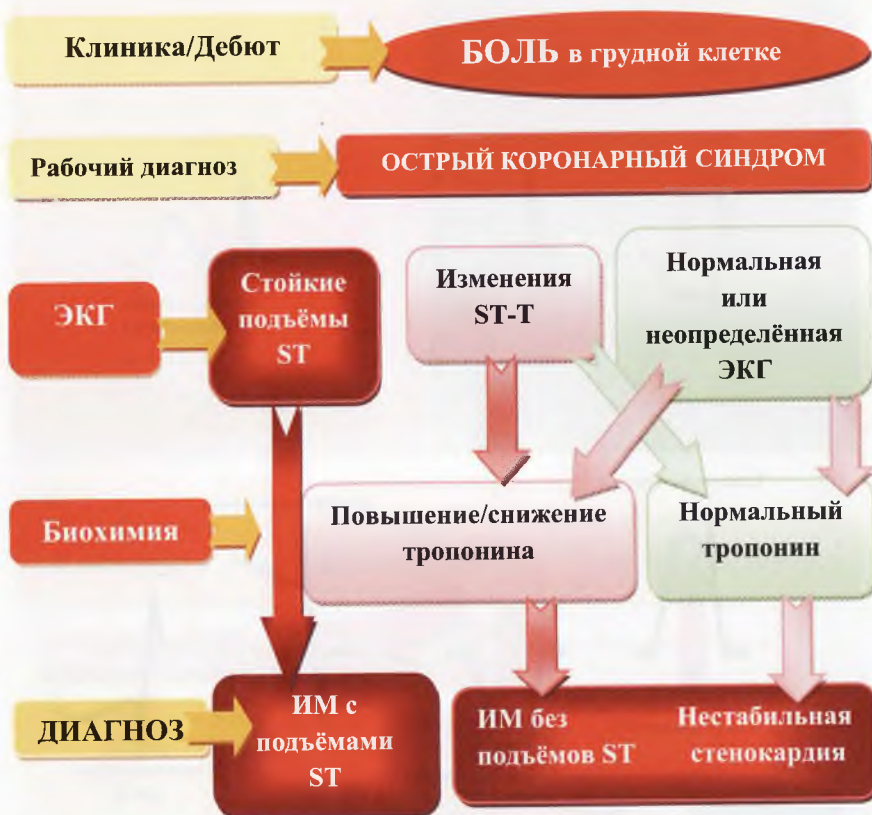 Клиника/Дебют
БОЛЬ в грудной клетке
Рабочий диагноз
ОСТРЫЙ КОРОНАРНЫЙ СИНДРОМ
ЭКГ
Стойкие
подъёмы
ST
Изменения
ST-T
Нормальная
или
неопределённая
ЭКГ
Биохимия
Повышение/снижение
тропонина
Нормальный
тропонин
ДИАГНОЗ
ИМ с
подъёмами
ST
ИМ без
подъёмов ST
Нестабильная
стенокардия